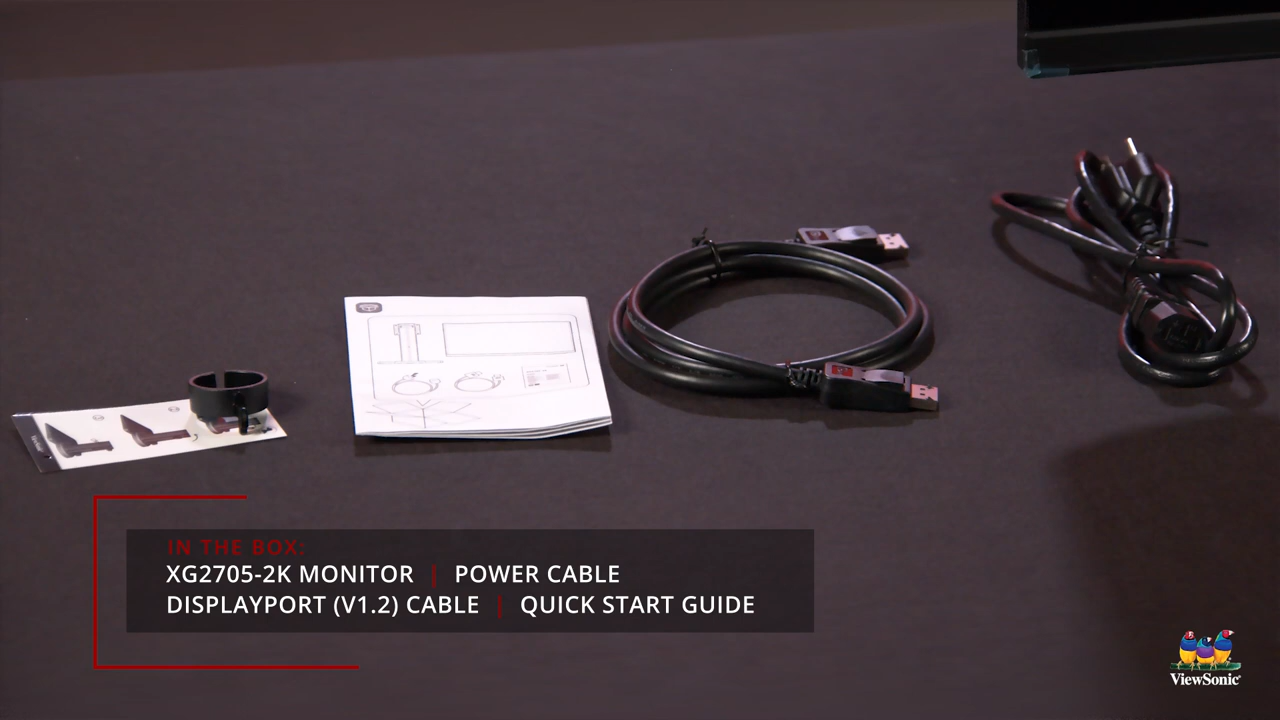 IN THE BOX:
XG2705-2K MONITOR | POWER CABLE
DISPLAYPORT (V1.2) CABLE | QUICK START GUIDE
ViewSonic